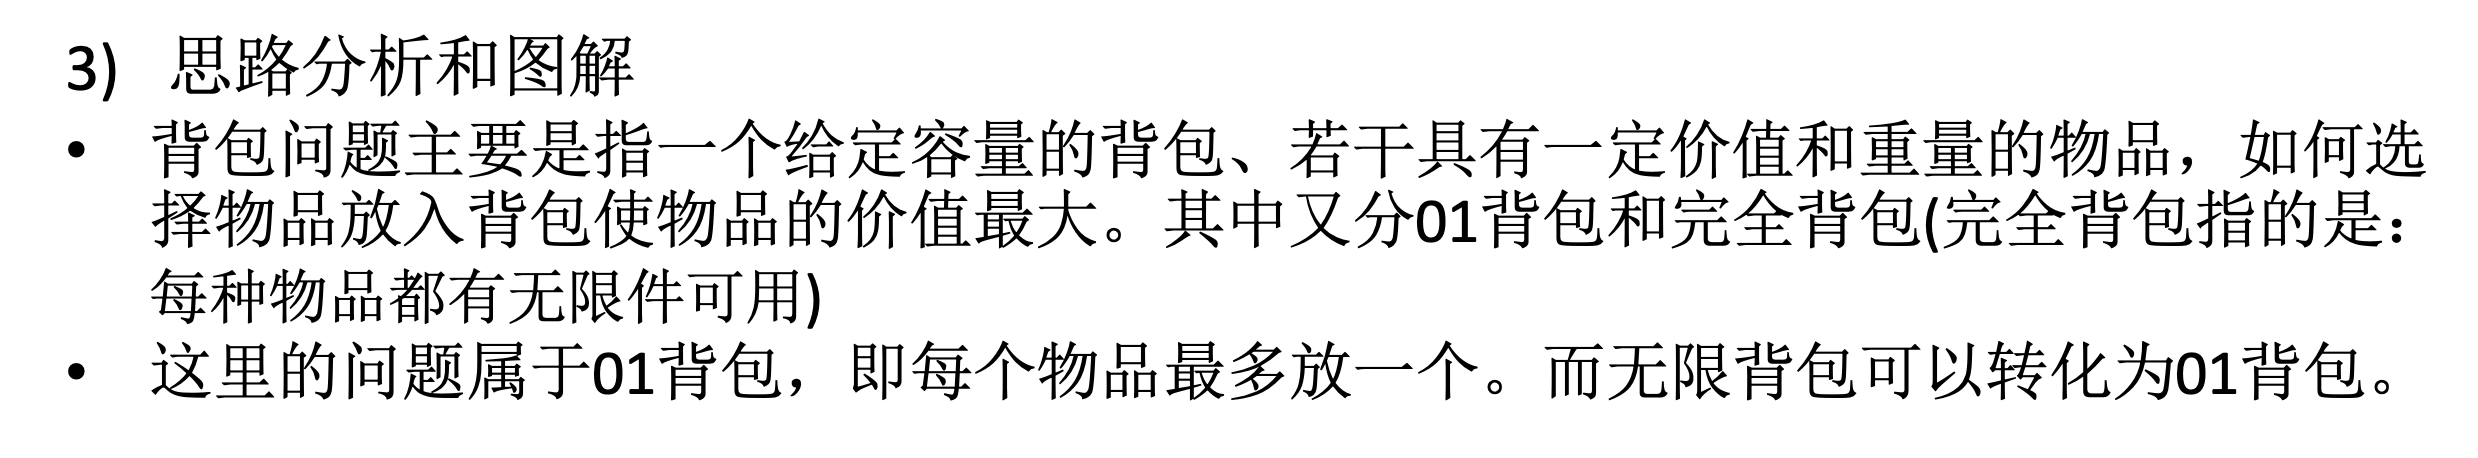 3) 思路分析和图解
• 背包问题主要是指一个给定容量的背包、若干具有一定价值和重量的物品，如何选
择物品放入背包使物品的价值最大。其中又分01背包和完全背包(完全背包指的是：
每种物品都有无限件可用)
• 这里的问题属于01背包，即每个物品最多放一个。而无限背包可以转化为01背包。